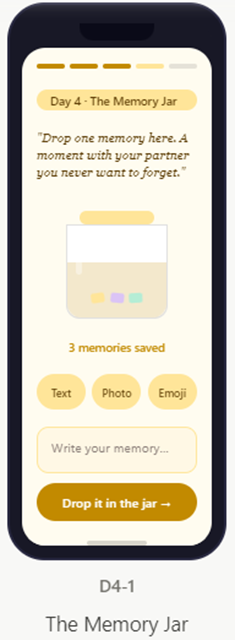 Day 4 · The Memory Jar
"Drop one memory here. A
moment with your partner
you never want to forget."
3 memories saved
Text Photo Emoji
Write your memory...
Drop it in the jar →
D4-1
The Memory Jar